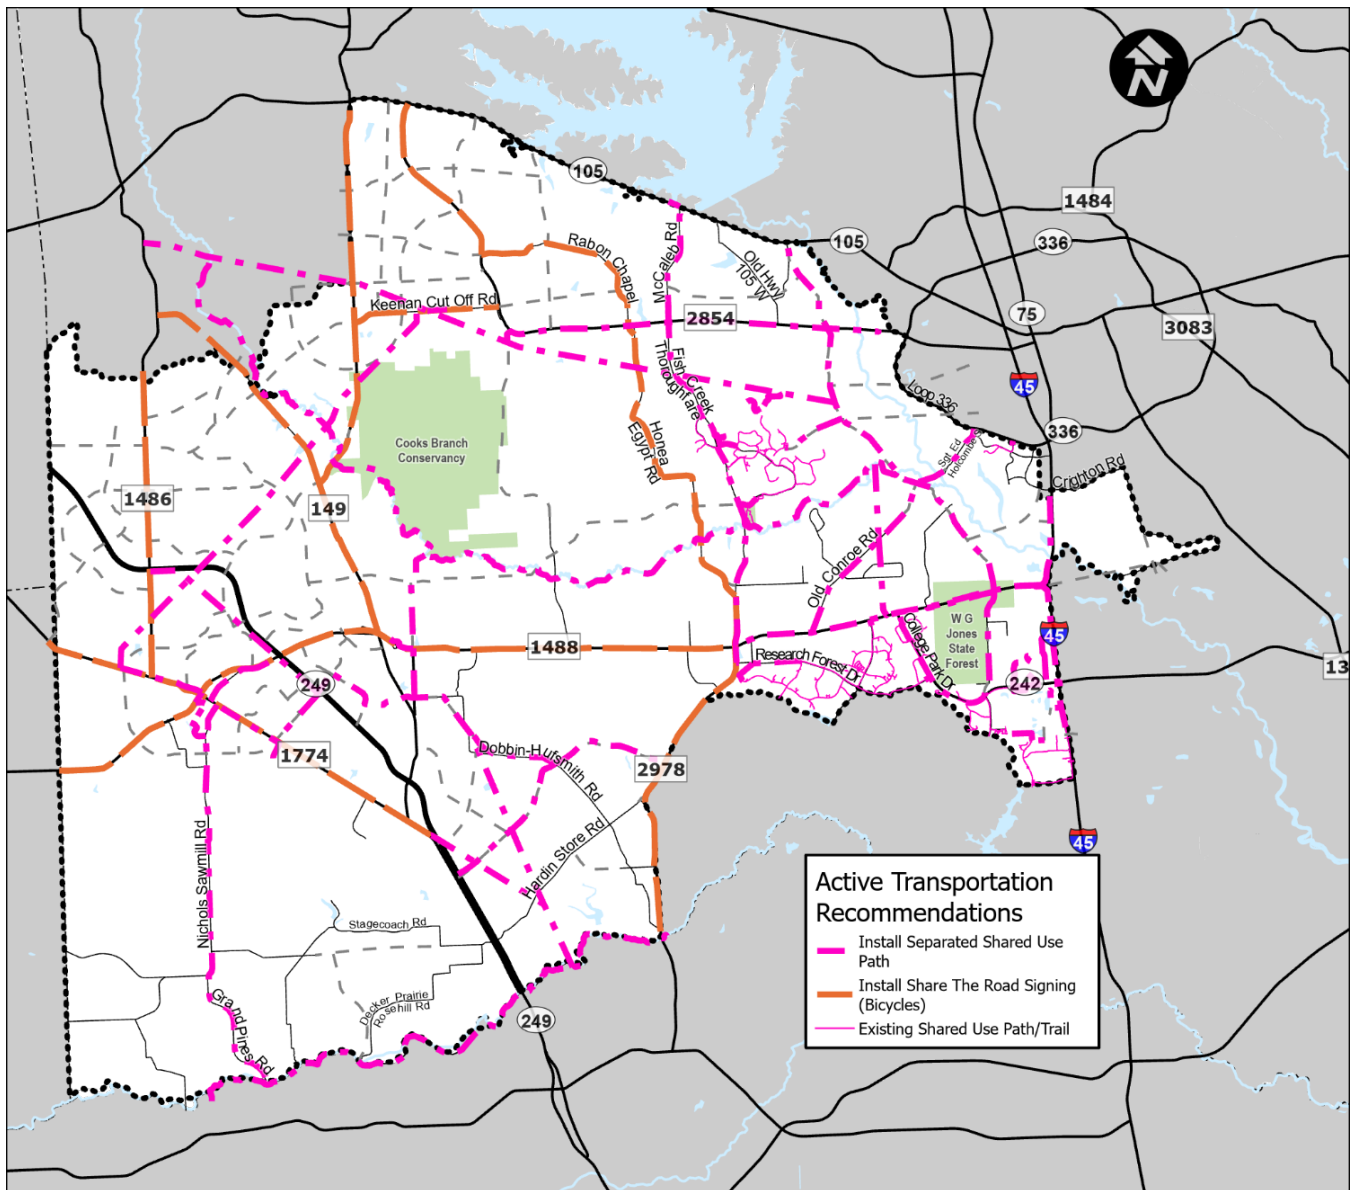 N
105
1484
105
336
Rabon Chapel
McCaleb Rd
Old Hwy
105 W
Keenan Cut Off Rd
2854
75
3083
45
Fish Creek
Thoroughfare
Loop 336
336
Cooks Branch
Conservancy
Honea
Egypt Rd
Sgt Ed
Holcomb
Crighton Rd
1486
149
Old Conroe Rd
W G
Jones
State
Forest
College Park Dr
45
1488
Research Forest Dr
249
242
13
1774
Dobbin-Hufsmith Rd
2978
Nichols Sawmill Rd
Hardin Store Rd
45
Stagecoach Rd
Decker Prairie
Rosehill Rd
Grand Pines Rd
249
Active Transportation
Recommendations
Install Separated Shared Use
Path
Install Share The Road Signing
(Bicycles)
Existing Shared Use Path/Trail